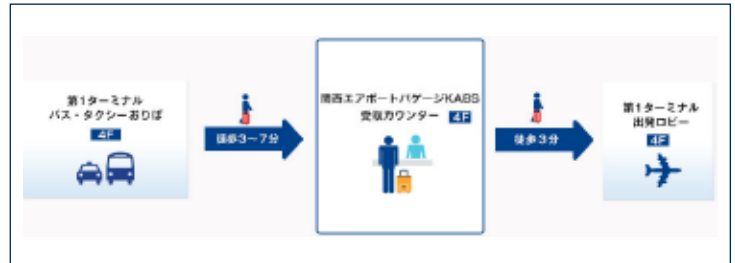 第1ターミナル
バス・タクシーおりば
4F
徒歩3〜7分
関西エアポートバゲージKABS
受取カウンター 4F
徒歩3分
第1ターミナル
出発ロビー
4F